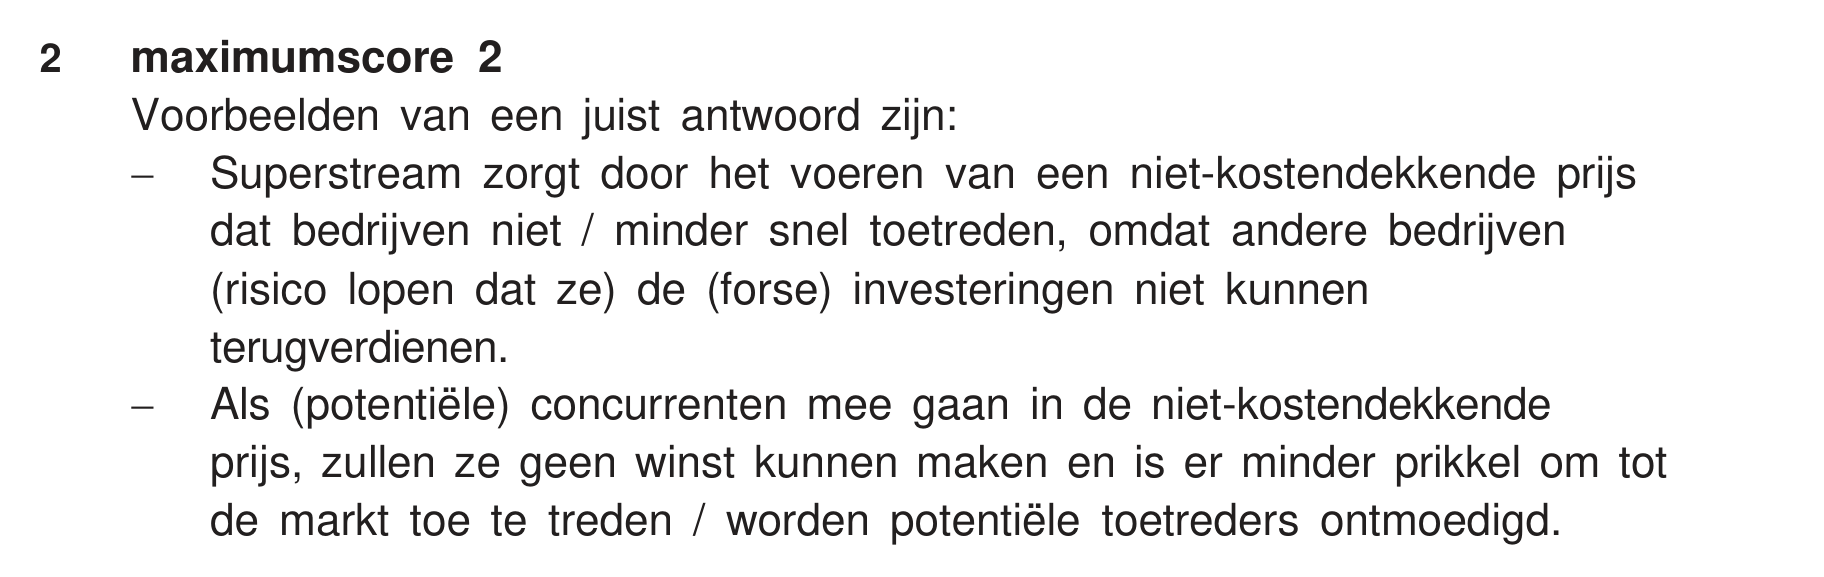 2 maximumscore 2
Voorbeelden van een juist antwoord zijn:
− Superstream zorgt door het voeren van een niet-kostendekkende prijs
dat bedrijven niet / minder snel toetreden, omdat andere bedrijven
(risico lopen dat ze) de (forse) investeringen niet kunnen
terugverdienen.
− Als (potentiële) concurrenten mee gaan in de niet-kostendekkende
prijs, zullen ze geen winst kunnen maken en is er minder prikkel om tot
de markt toe te treden / worden potentiële toetreders ontmoedigd.